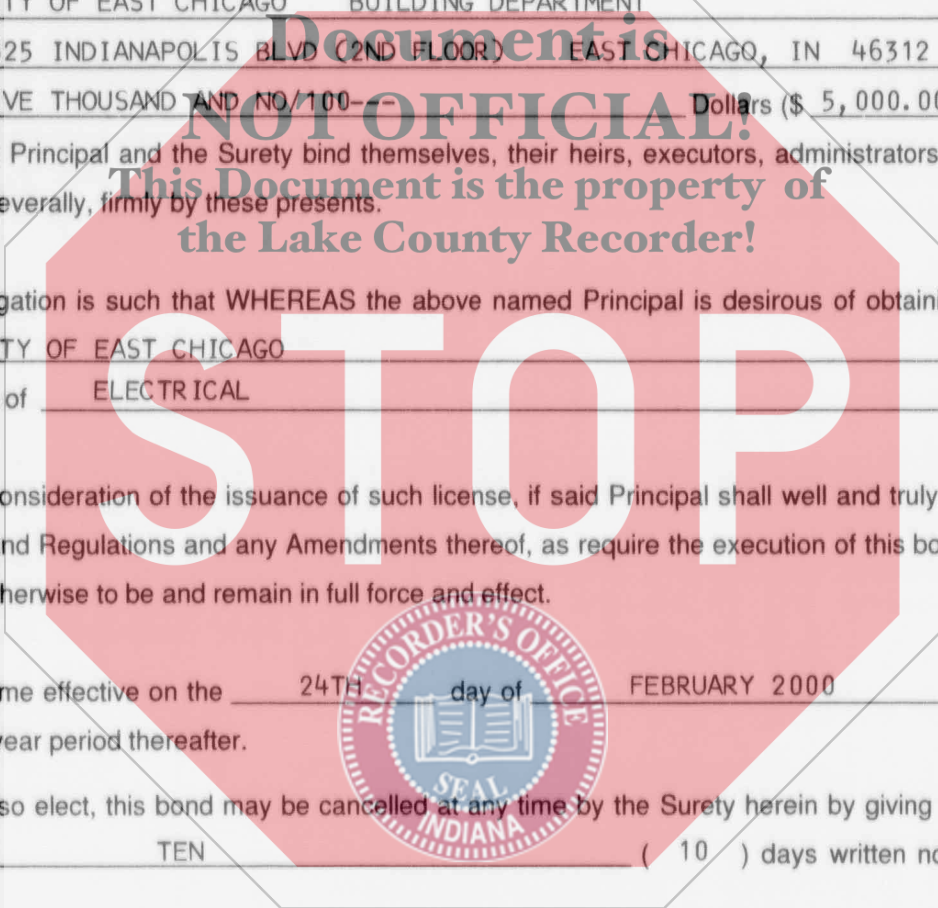 TY OF EAST CHICAGO BUILDING DEPARTMENT
Document is
25 INDIANAPOLIS BLVD (2ND FLOOR) EAST CHICAGO, IN 46312
VE THOUSAND AND NO/100--- Dollars ($ 5,000.00
NOT OFFICIAL!
Principal and the Surety bind themselves, their heirs, executors, administrators
This Document is the property of
everally, firmly by these presents.
the Lake County Recorder!
gation is such that WHEREAS the above named Principal is desirous of obtain
STOP
TY OF EAST CHICAGO
of ELECTRICAL
onsideration of the issuance of such license, if said Principal shall well and truly
nd Regulations and any Amendments thereof, as require the execution of this bo
herwise to be and remain in full force and effect.
RECORDER'S OFFICE
me effective on the 24TH day of FEBRUARY 2000
year period thereafter.
SEAL
so elect, this bond may be cancelled at any time by the Surety herein by giving
INDIANA
TEN ( 10 ) days written no